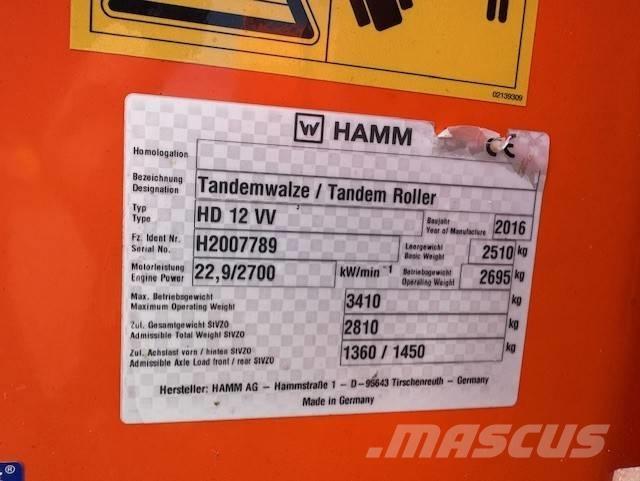 02139309
HAMM
CE
Homologation
Bezeichnung
Designation
Tandemwalze / Tandem Roller
Typ
Type
HD 12 VV
Baujahr
Year of Manufacture
2016
Fz. Ident Nr.
Serial No.
H2007789
Leergewicht
Basic Weight
2510 kg
Motorleistung
Engine Power
22,9/2700
kW/min⁻¹
Betriebsgewicht
Operating Weight
2695 kg
Max. Betriebsgewicht
Maximum Operating Weight
3410 kg
Zul. Gesamtgewicht StVZO
Admissible Total Weight StVZO
2810 kg
Zul. Achslast vorn / hinten StVZO
Admissible Axle Load front / rear StVZO
1360 / 1450 kg
Hersteller: HAMM AG – Hammstraße 1 – D–95643 Tirschenreuth – Germany
Made in Germany
MASCUS
®